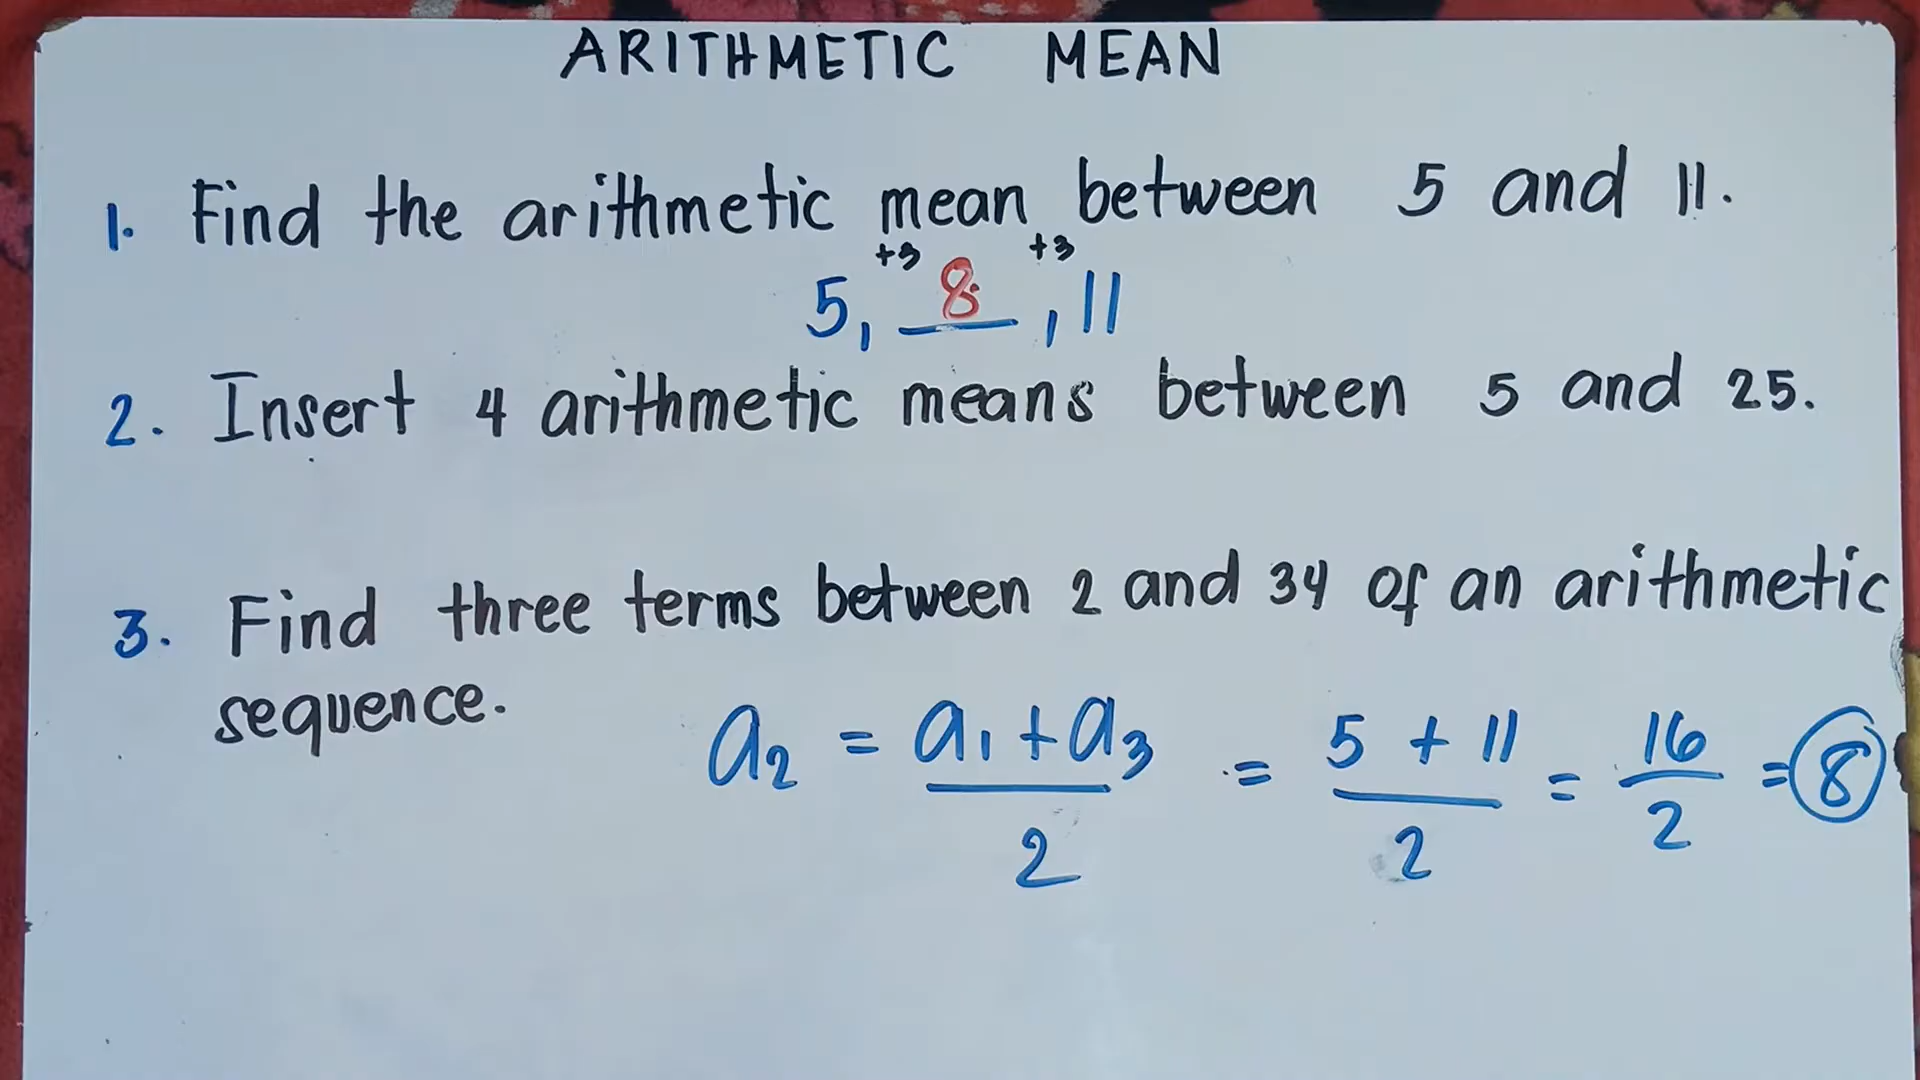 ARITHMETIC MEAN
1. Find the arithmetic mean between 5 and 11.
+3 +3
5, 8, 11
2. Insert 4 arithmetic means between 5 and 25.
3. Find three terms between 2 and 34 of an arithmetic
sequence.
a₂ = a₁ + a₃ / 2 = 5 + 11 / 2 = 16 / 2 = 8